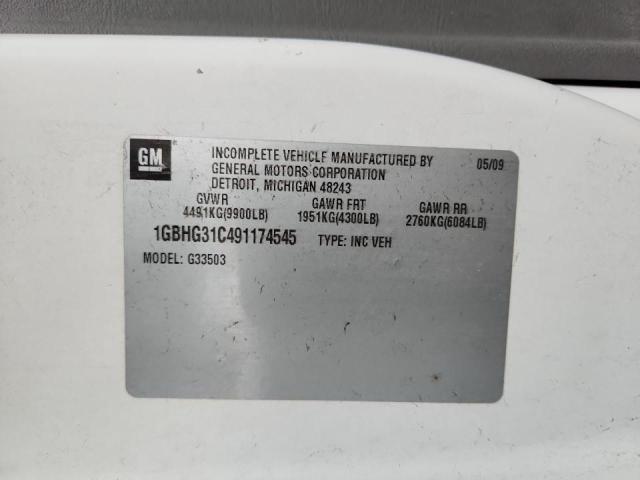 GM
INCOMPLETE VEHICLE MANUFACTURED BY 05/09
GENERAL MOTORS CORPORATION
DETROIT, MICHIGAN 48243
GVWR GAWR FRT GAWR RR
4491KG(9900LB) 1951KG(4300LB) 2760KG(6084LB)
1GBHG31C491174545 TYPE: INC VEH
MODEL: G33503